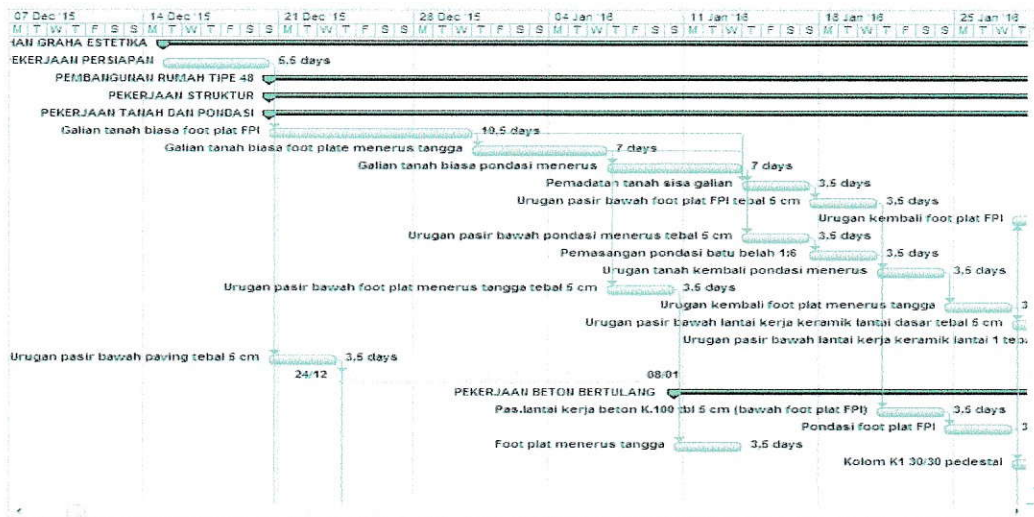 07 Dec '15 14 Dec '15 21 Dec '15 28 Dec '15 04 Jan '16 11 Jan '16 18 Jan '16 25 Jan '16
M T W T F S S M T W T F S S M T W T F S S M T W T F S S M T W T F S S M T W T F S S M T W T F S S M T W T
IAN GRAHA ESTETIKA
EKERJAAN PERSIAPAN 5,5 days
PEMBANGUNAN RUMAH TIPE 48
PEKERJAAN STRUKTUR
PEKERJAAN TANAH DAN PONDASI
Galian tanah biasa foot plat FPI 10,5 days
Galian tanah biasa foot plate menerus tangga 7 days
Galian tanah biasa pondasi menerus 7 days
Pemadatan tanah sisa galian 3,5 days
Urugan pasir bawah foot plat FPI tebal 5 cm 3,5 days
Urugan kembali foot plat FPI
Urugan pasir bawah pondasi menerus tebal 5 cm 3,5 days
Pemasangan pondasi batu belah 1:6 3,5 days
Urugan tanah kembali pondasi menerus 3,5 days
Urugan pasir bawah foot plat menerus tangga tebal 5 cm 3,5 days
Urugan kembali foot plat menerus tangga 3
Urugan pasir bawah lantai kerja keramik lantai dasar tebal 5 cm
Urugan pasir bawah lantai kerja keramik lantai 1 teb
Urugan pasir bawah paving tebal 5 cm 3,5 days
24/12 08/01
PEKERJAAN BETON BERTULANG
Pas.lantai kerja beton K.100 tbl 5 cm (bawah foot plat FPI) 3,5 days
Pondasi foot plat FPI 3
Foot plat menerus tangga 3,5 days
Kolom K1 30/30 pedestal